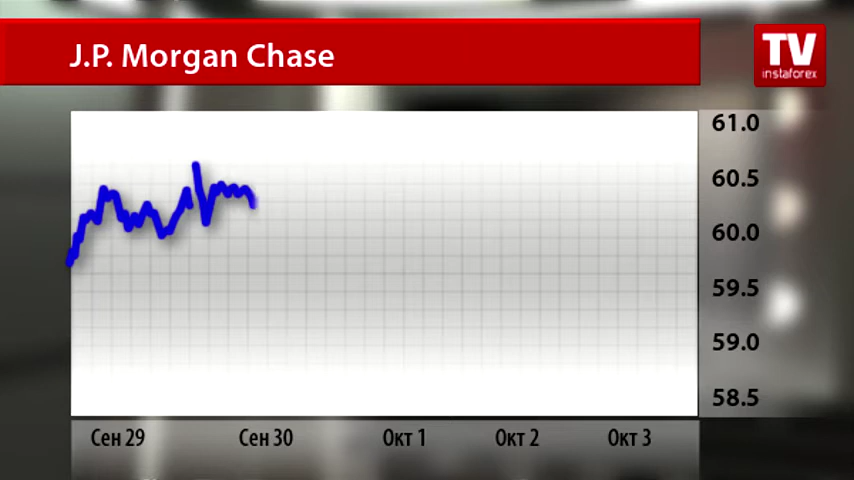 J.P. Morgan Chase
TV
instaforex
61.0
60.5
60.0
59.5
59.0
58.5
Сен 29
Сен 30
Окт 1
Окт 2
Окт 3